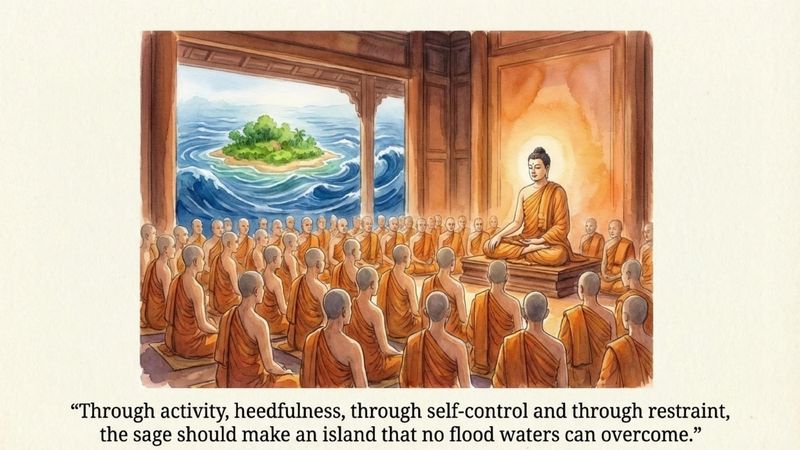 “Through activity, heedfulness, through self-control and through restraint,
the sage should make an island that no flood waters can overcome.”